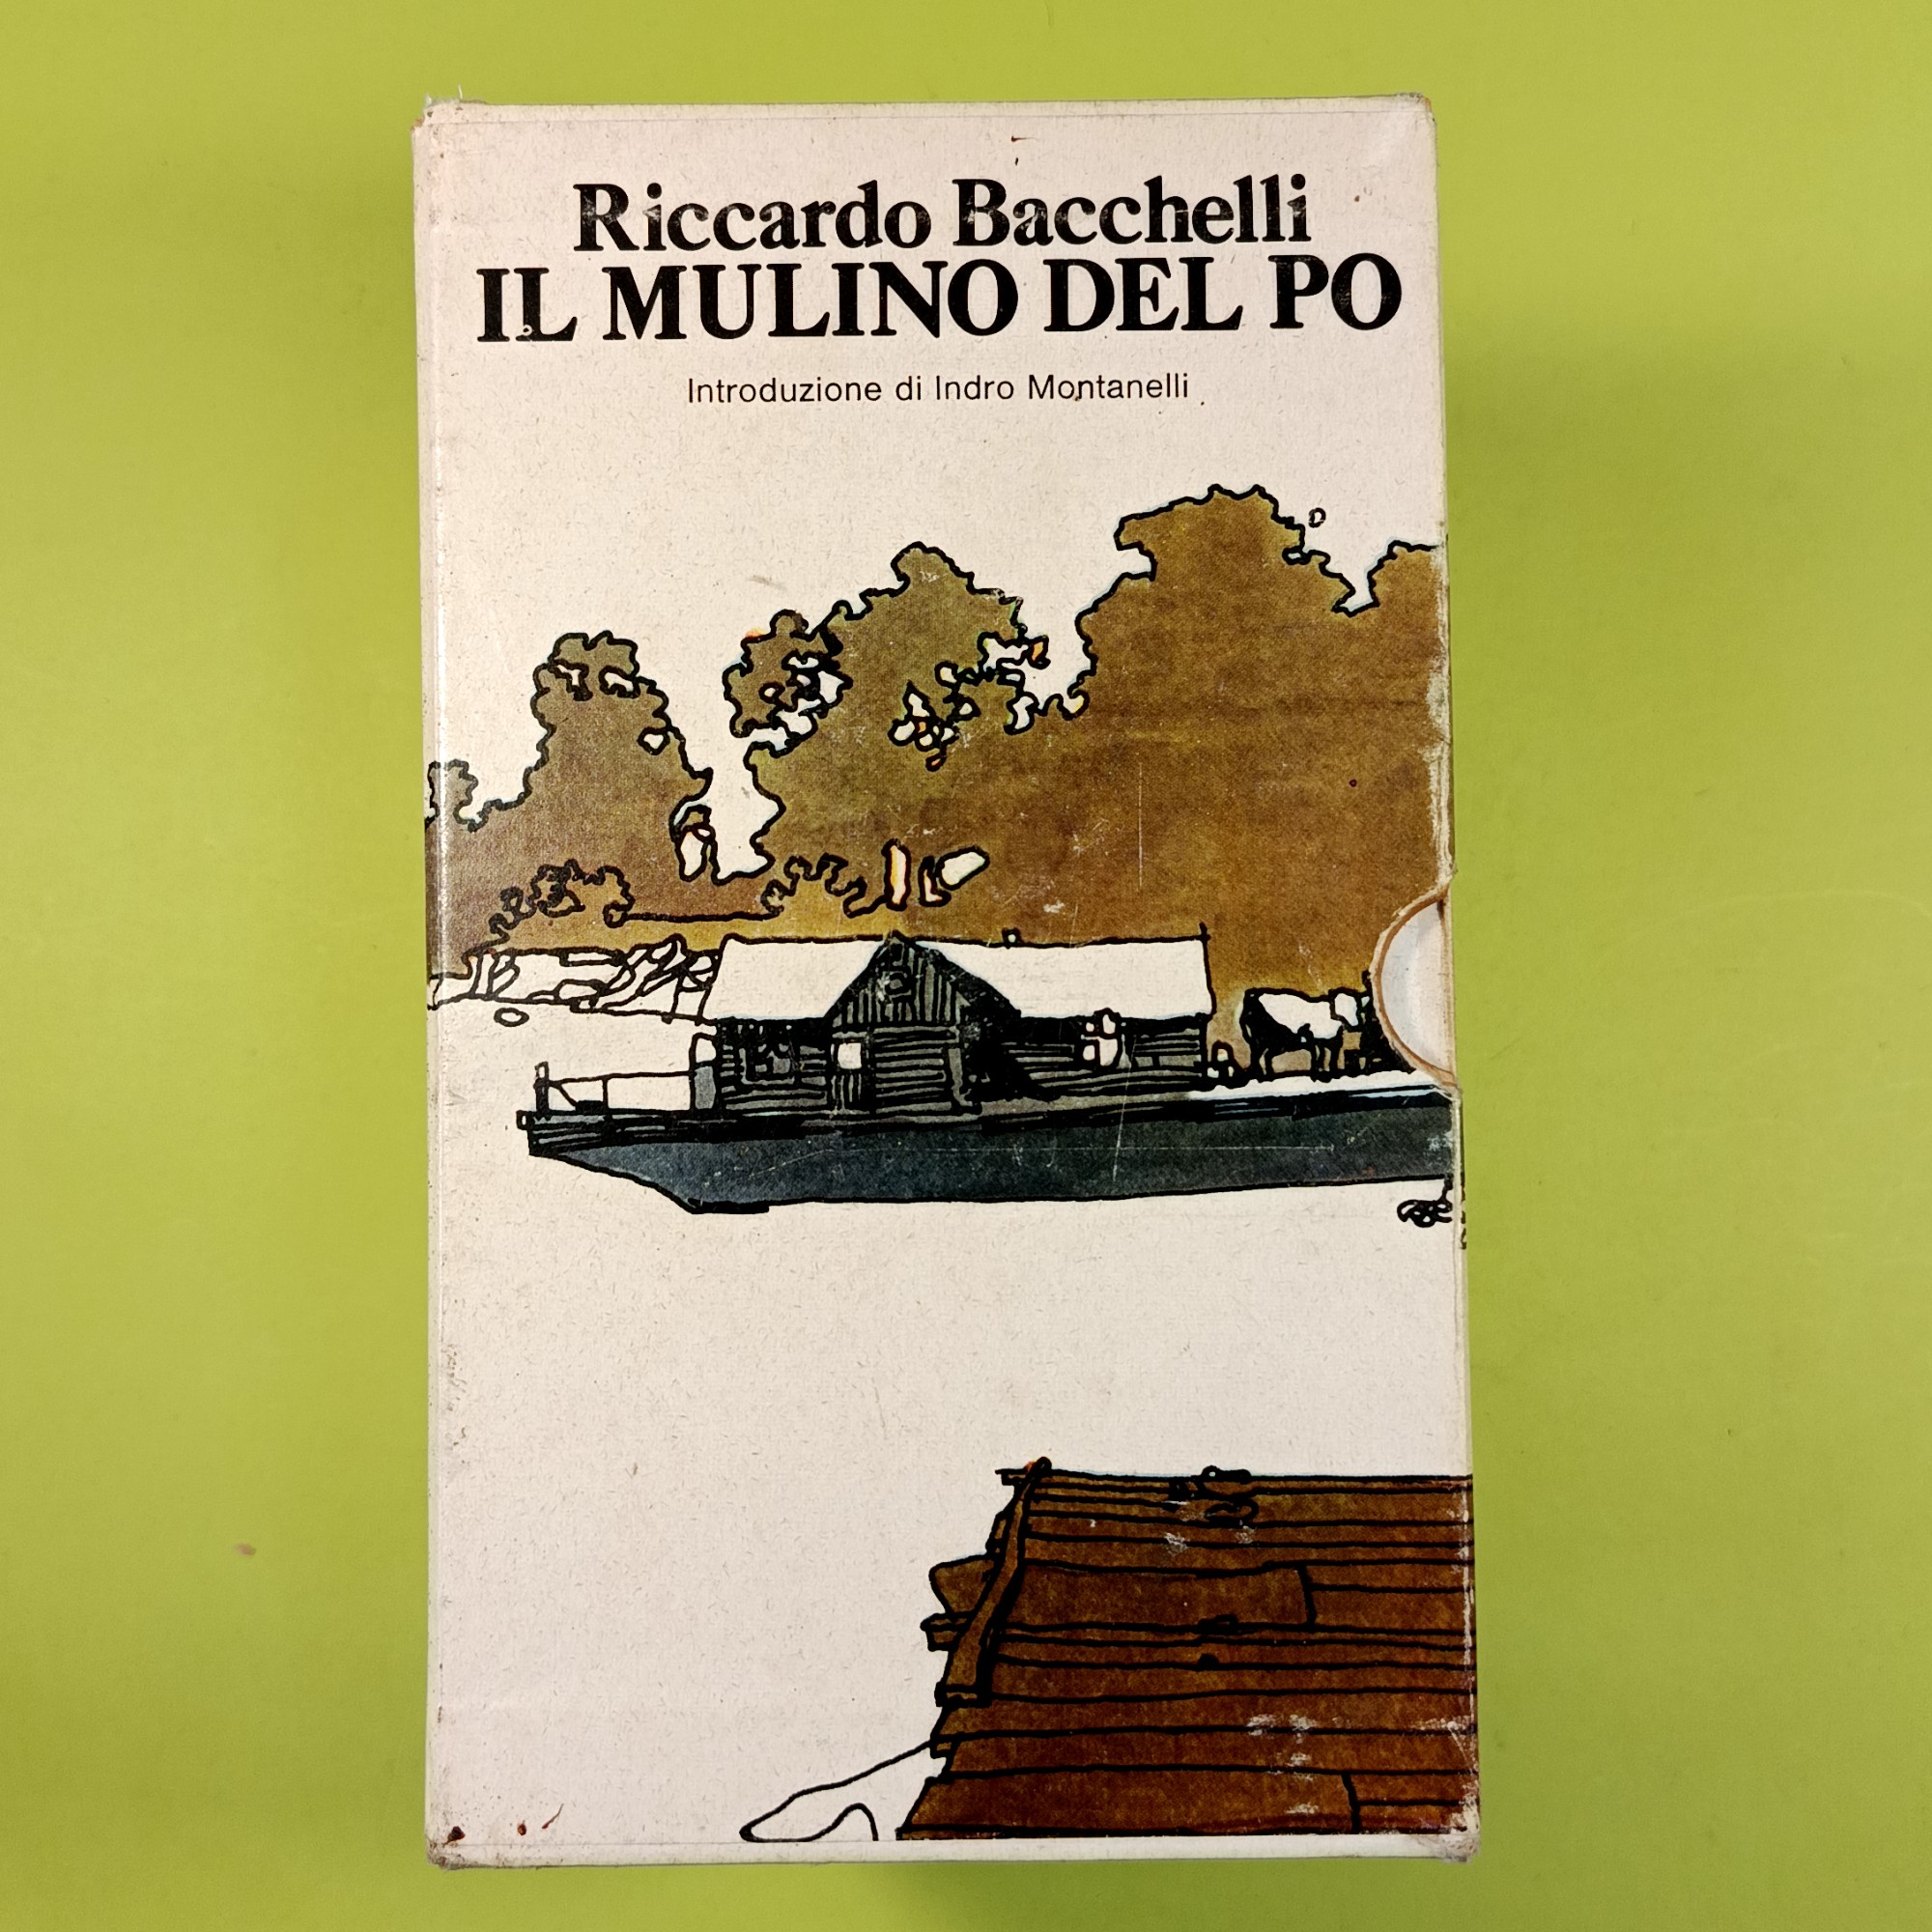 Riccardo Bacchelli
IL MULINO DEL PO
Introduzione di Indro Montanelli